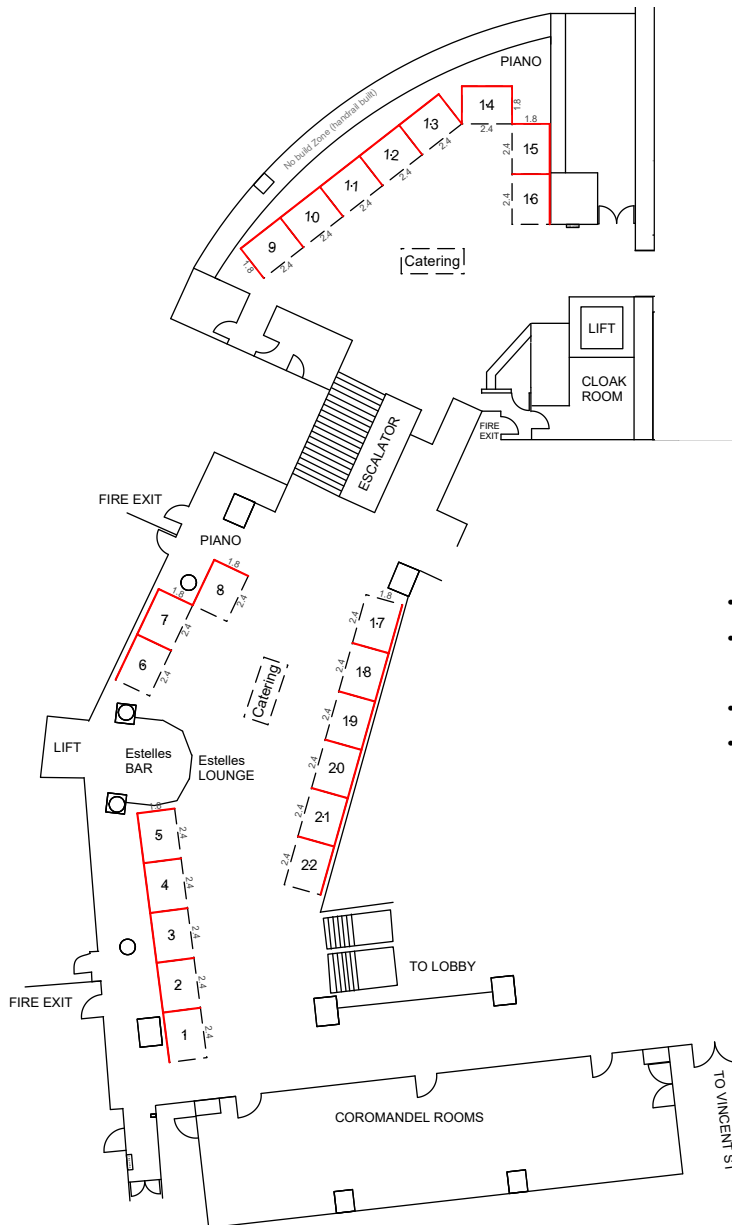 PIANO
No build Zone (handrail built)
14
1.8
2.4
1.8
13
2.4
12
2.4
11
2.4
10
2.4
9
2.4
1.8
15
2.4
16
2.4
Catering
LIFT
CLOAK
ROOM
FIRE
EXIT
ESCALATOR
FIRE EXIT
PIANO
1.8
8
2.4
1.8
7
2.4
6
2.4
1.8
17
2.4
18
2.4
19
2.4
20
2.4
21
2.4
22
2.4
Catering
LIFT
Estelles
BAR
Estelles
LOUNGE
1.8
5
2.4
4
2.4
3
2.4
2
2.4
1
2.4
FIRE EXIT
TO LOBBY
COROMANDEL ROOMS
TO VINCENT ST